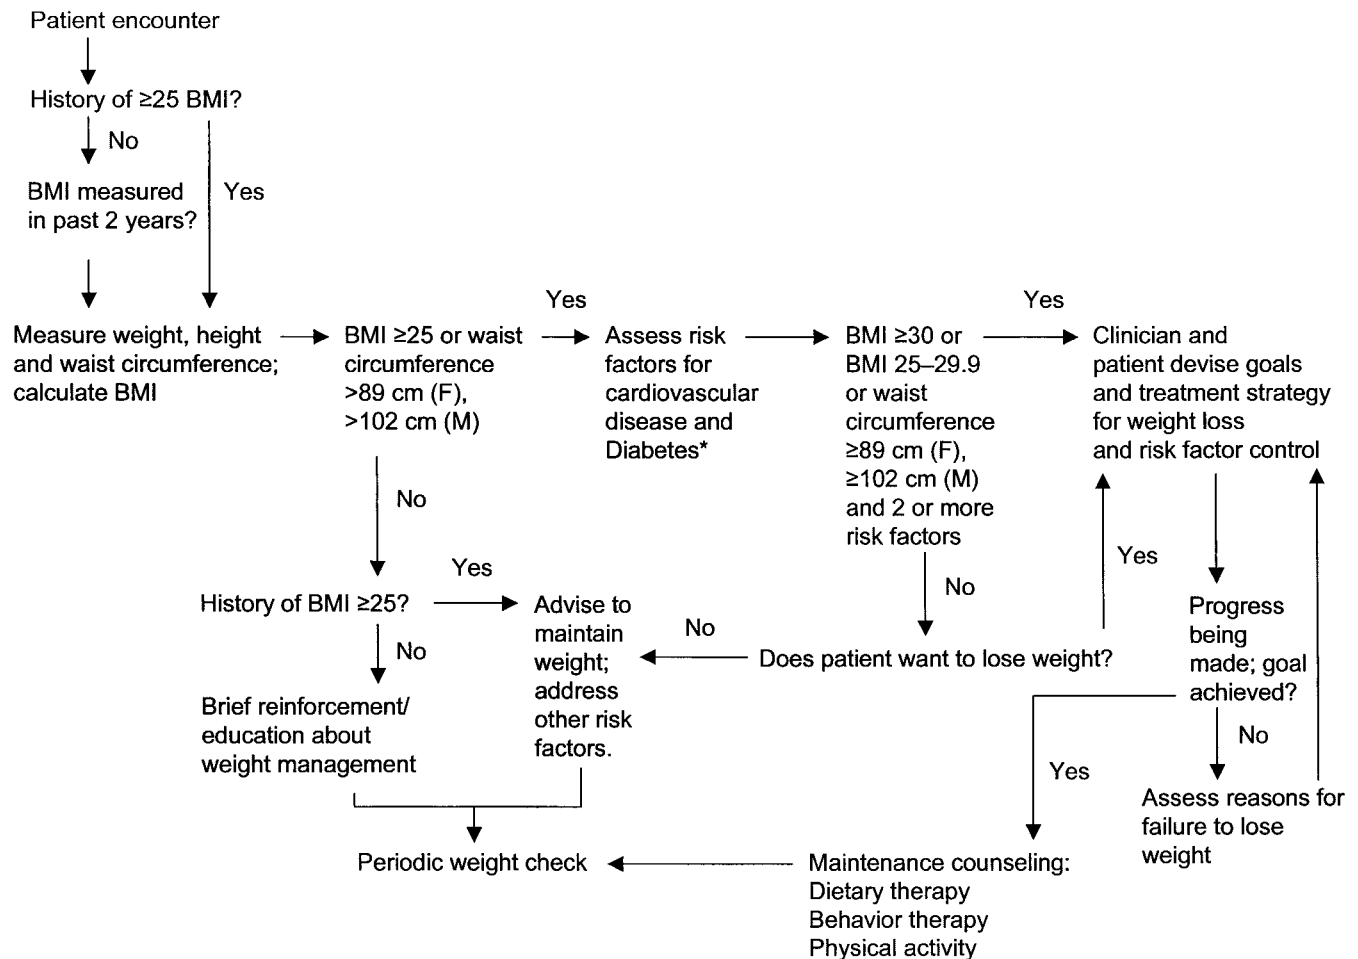 Patient encounter
History of ≥25 BMI?
No
BMI measured
in past 2 years?
Yes
Measure weight, height
and waist circumference;
calculate BMI
BMI ≥25 or waist
circumference
>89 cm (F),
>102 cm (M)
Yes
Assess risk
factors for
cardiovascular
disease and
Diabetes*
BMI ≥30 or
BMI 25–29.9
or waist
circumference
≥89 cm (F),
≥102 cm (M)
and 2 or more
risk factors
Yes
Clinician and
patient devise goals
and treatment strategy
for weight loss
and risk factor control
No
History of BMI ≥25?
Yes
Advise to
maintain
weight;
address
other risk
factors.
No
Does patient want to lose weight?
No
Yes
Progress
being
made; goal
achieved?
No
Brief reinforcement/
education about
weight management
Yes
No
Assess reasons for
failure to lose
weight
Periodic weight check
Maintenance counseling:
Dietary therapy
Behavior therapy
Physical activity